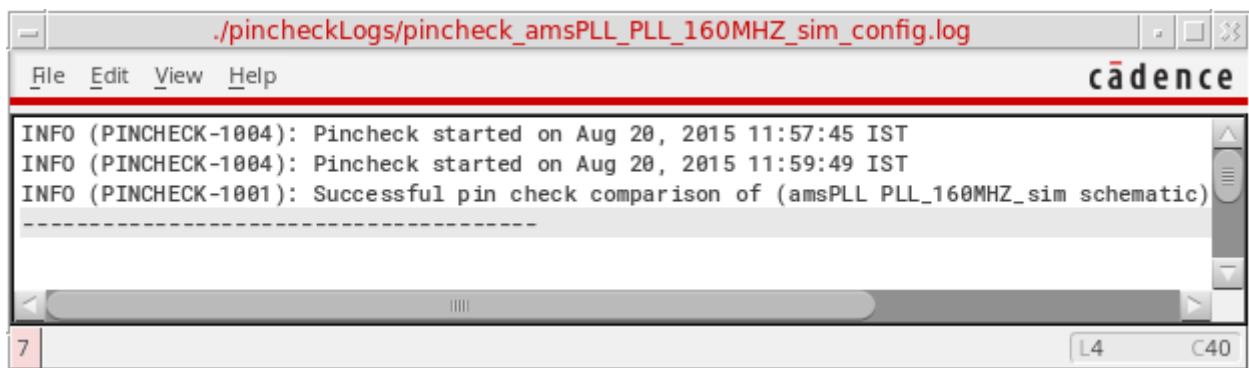 ./pincheckLogs/pincheck_amsPLL_PLL_160MHZ_sim_config.log
File Edit View Help
cādence
INFO (PINCHECK-1004): Pincheck started on Aug 20, 2015 11:57:45 IST
INFO (PINCHECK-1004): Pincheck started on Aug 20, 2015 11:59:49 IST
INFO (PINCHECK-1001): Successful pin check comparison of (amsPLL PLL_160MHZ_sim schematic)
---------------------------------------
7
L4 C40